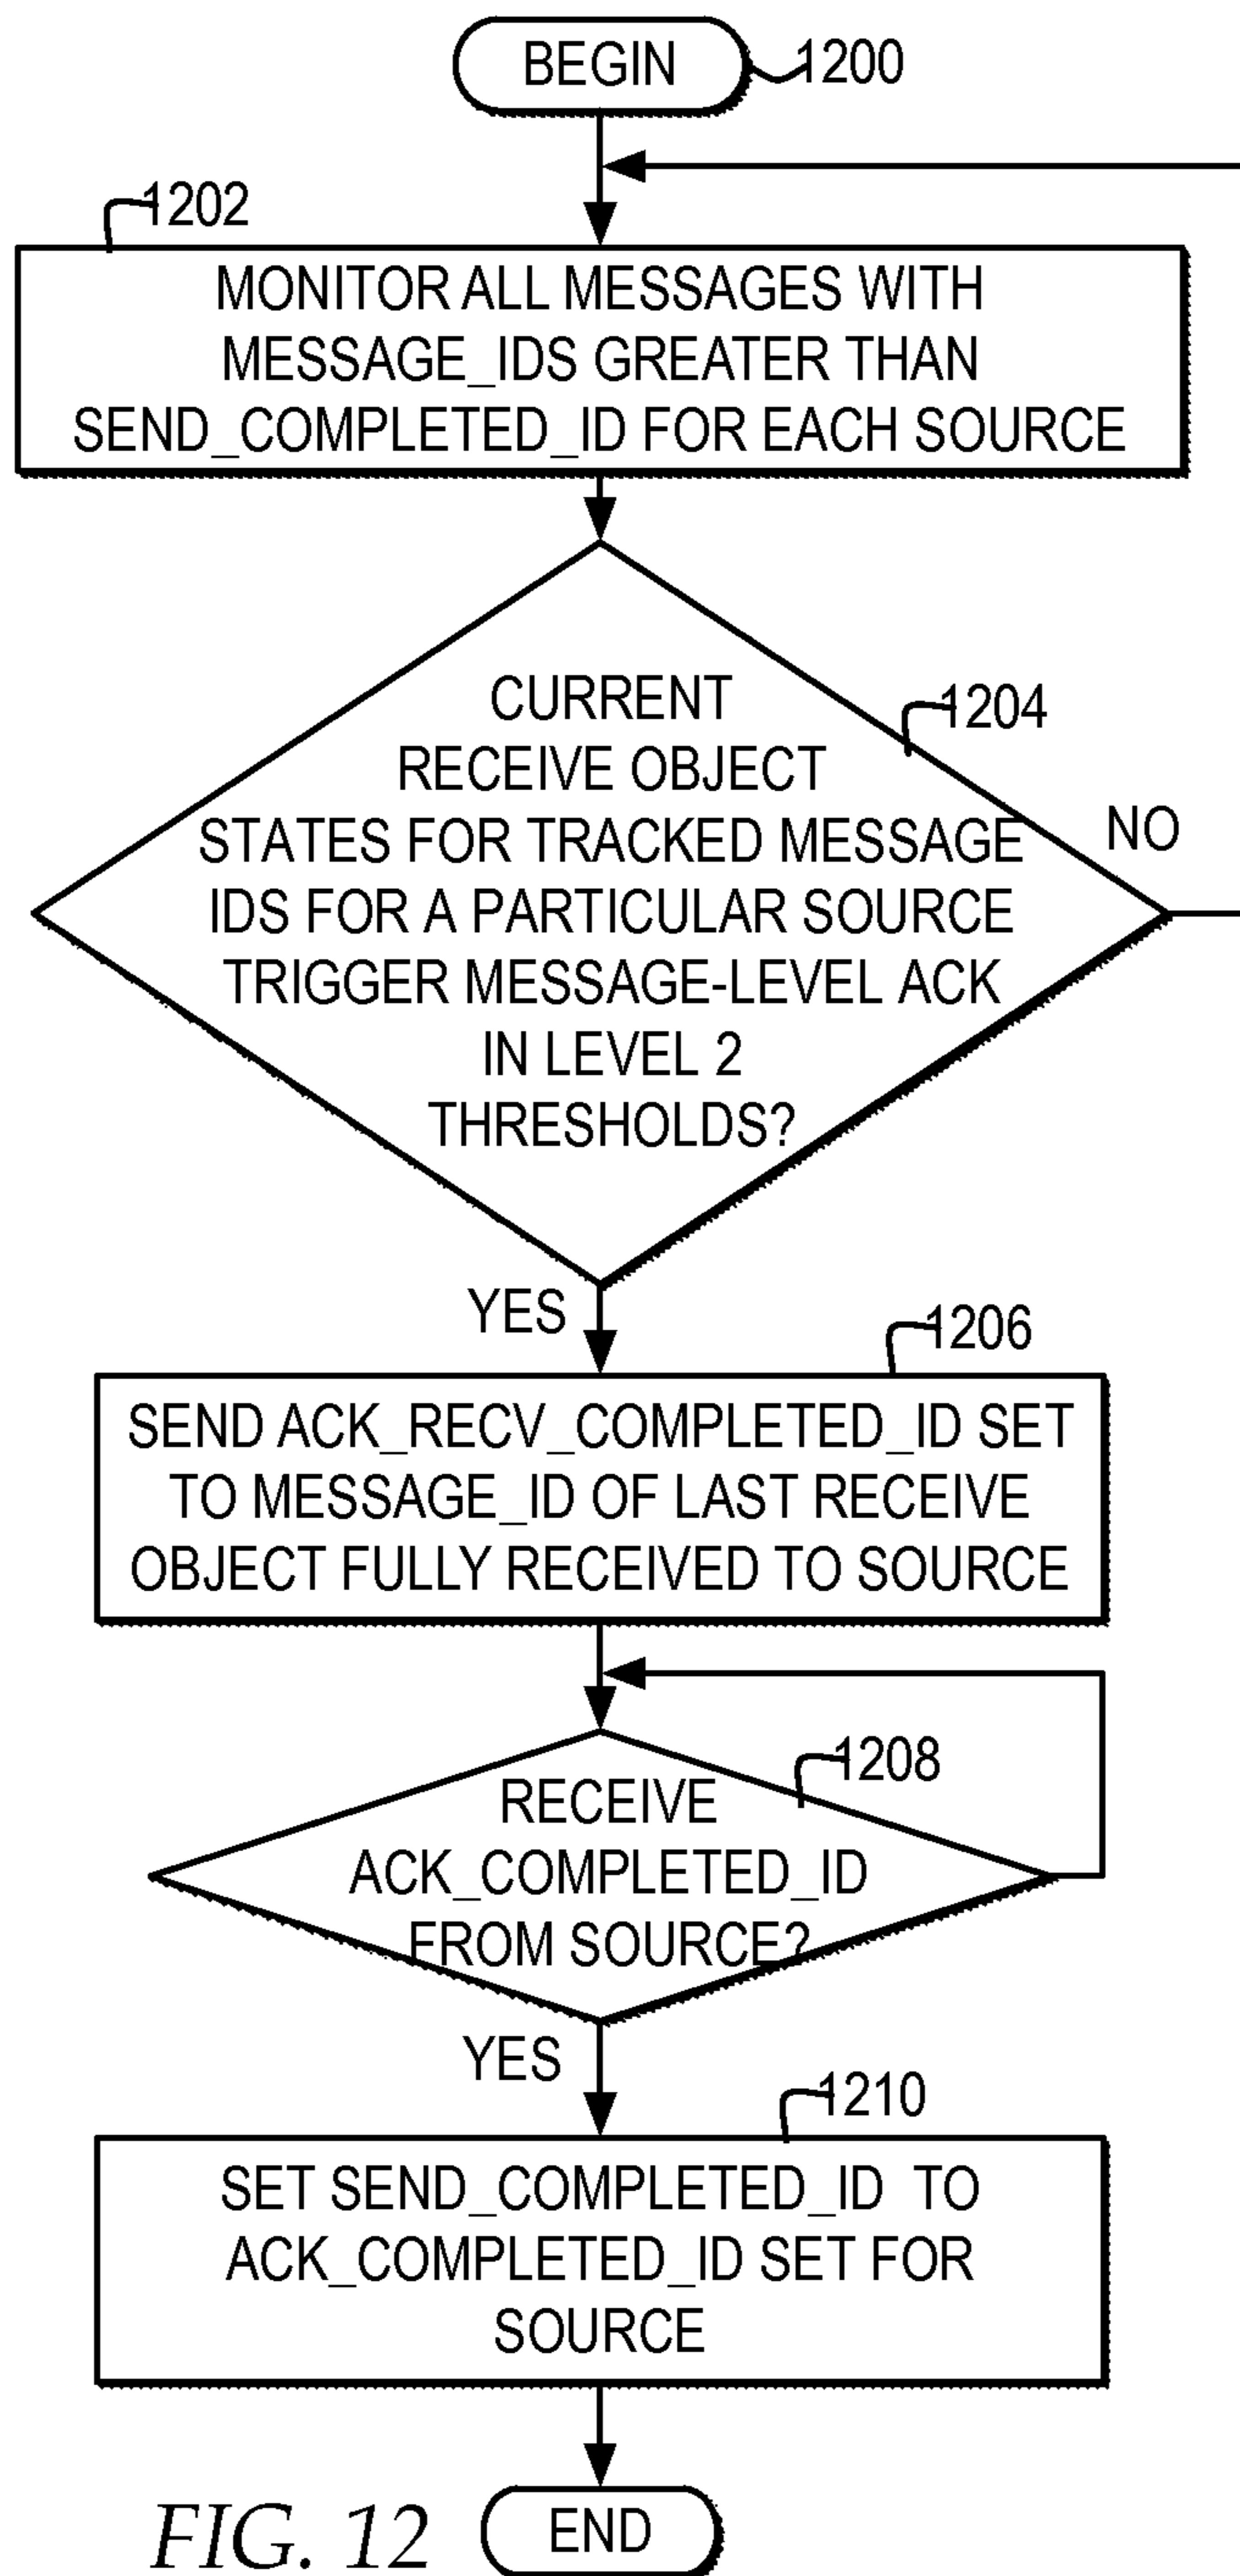 BEGIN
1200
1202
MONITOR ALL MESSAGES WITH
MESSAGE_IDS GREATER THAN
SEND_COMPLETED_ID FOR EACH SOURCE
1204
CURRENT
RECEIVE OBJECT
STATES FOR TRACKED MESSAGE
IDS FOR A PARTICULAR SOURCE
TRIGGER MESSAGE-LEVEL ACK
IN LEVEL 2
THRESHOLDS?
NO
YES
1206
SEND ACK_RECV_COMPLETED_ID SET
TO MESSAGE_ID OF LAST RECEIVE
OBJECT FULLY RECEIVED TO SOURCE
1208
RECEIVE
ACK_COMPLETED_ID
FROM SOURCE?
YES
1210
SET SEND_COMPLETED_ID TO
ACK_COMPLETED_ID SET FOR
SOURCE
END
FIG. 12